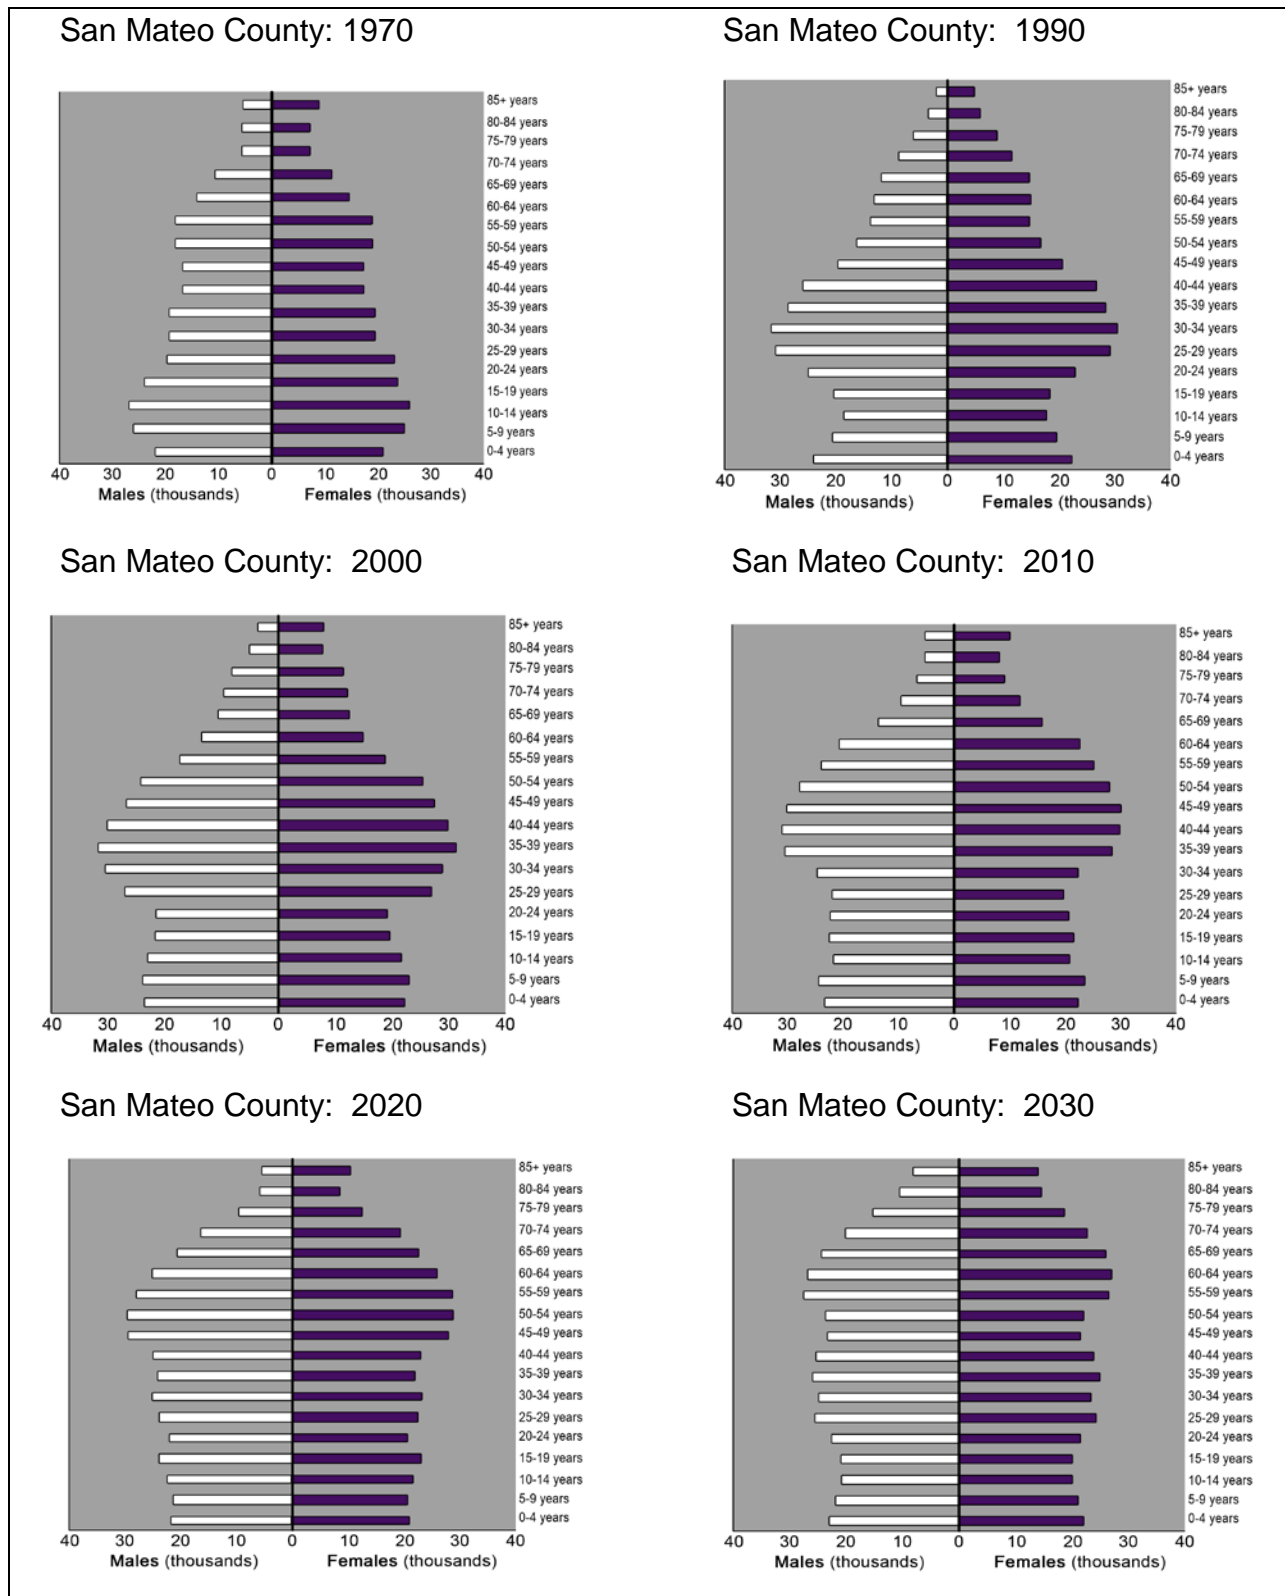 San Mateo County: 1970
85+ years
80-84 years
75-79 years
70-74 years
65-69 years
60-64 years
55-59 years
50-54 years
45-49 years
40-44 years
35-39 years
30-34 years
25-29 years
20-24 years
15-19 years
10-14 years
5-9 years
0-4 years
40 30 20 10 0 10 20 30 40
Males (thousands) Females (thousands)
San Mateo County: 1990
85+ years
80-84 years
75-79 years
70-74 years
65-69 years
60-64 years
55-59 years
50-54 years
45-49 years
40-44 years
35-39 years
30-34 years
25-29 years
20-24 years
15-19 years
10-14 years
5-9 years
0-4 years
40 30 20 10 0 10 20 30 40
Males (thousands) Females (thousands)
San Mateo County: 2000
85+ years
80-84 years
75-79 years
70-74 years
65-69 years
60-64 years
55-59 years
50-54 years
45-49 years
40-44 years
35-39 years
30-34 years
25-29 years
20-24 years
15-19 years
10-14 years
5-9 years
0-4 years
40 30 20 10 0 10 20 30 40
Males (thousands) Females (thousands)
San Mateo County: 2010
85+ years
80-84 years
75-79 years
70-74 years
65-69 years
60-64 years
55-59 years
50-54 years
45-49 years
40-44 years
35-39 years
30-34 years
25-29 years
20-24 years
15-19 years
10-14 years
5-9 years
0-4 years
40 30 20 10 0 10 20 30 40
Males (thousands) Females (thousands)
San Mateo County: 2020
85+ years
80-84 years
75-79 years
70-74 years
65-69 years
60-64 years
55-59 years
50-54 years
45-49 years
40-44 years
35-39 years
30-34 years
25-29 years
20-24 years
15-19 years
10-14 years
5-9 years
0-4 years
40 30 20 10 0 10 20 30 40
Males (thousands) Females (thousands)
San Mateo County: 2030
85+ years
80-84 years
75-79 years
70-74 years
65-69 years
60-64 years
55-59 years
50-54 years
45-49 years
40-44 years
35-39 years
30-34 years
25-29 years
20-24 years
15-19 years
10-14 years
5-9 years
0-4 years
40 30 20 10 0 10 20 30 40
Males (thousands) Females (thousands)